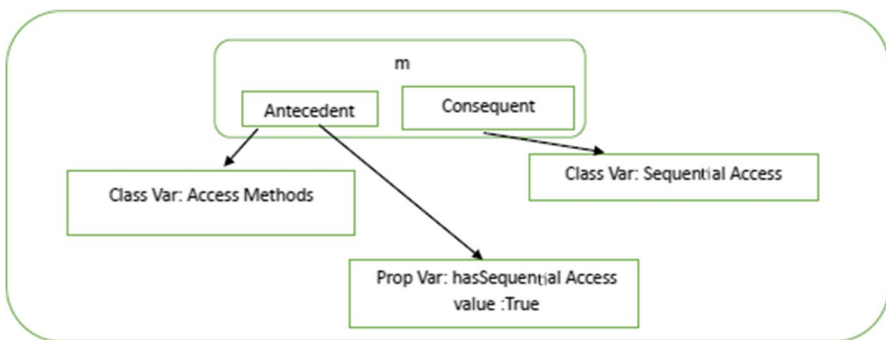 m
Antecedent
Consequent
Class Var: Access Methods
Class Var: Sequential Access
Prop Var: hasSequential Access
value :True